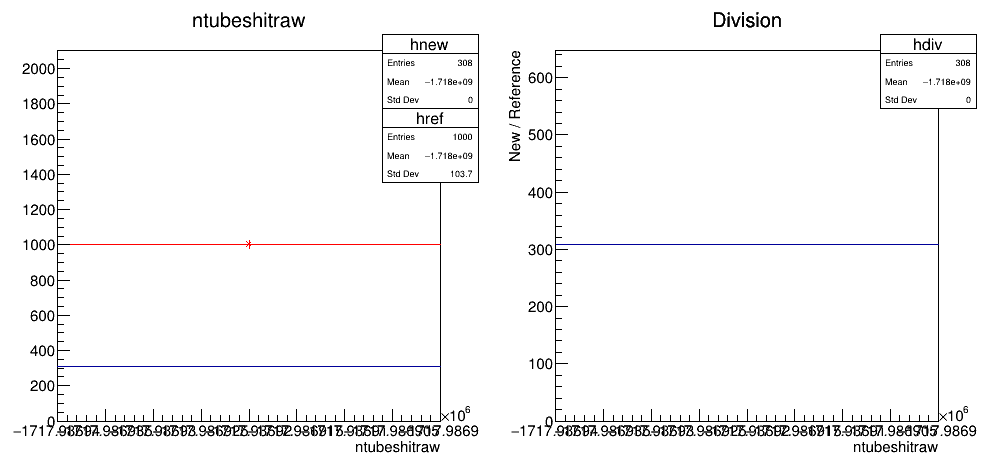 ntubeshitraw
hnew
Entries 308
Mean −1.718e+09
Std Dev 0
href
Entries 1000
Mean −1.718e+09
Std Dev 103.7
2000
1800
1600
1400
1200
1000
800
600
400
200
0
×10⁶
ntubeshitraw
Division
hdiv
Entries 308
Mean −1.718e+09
Std Dev 0
New / Reference
600
500
400
300
200
100
0
×10⁶
ntubeshitraw